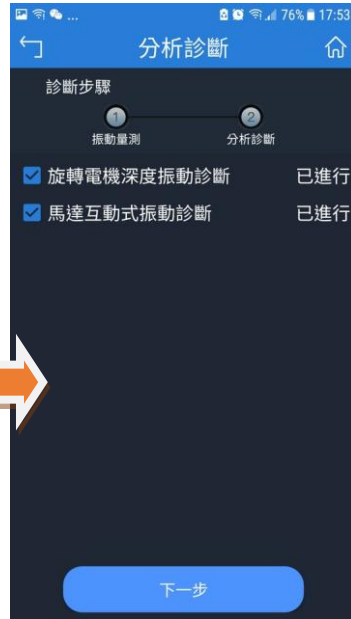 ... 76% 17:53
分析診斷
診斷步驟
1 2
振動量測 分析診斷
旋轉電機深度振動診斷 已進行
馬達互動式振動診斷 已進行
下一步